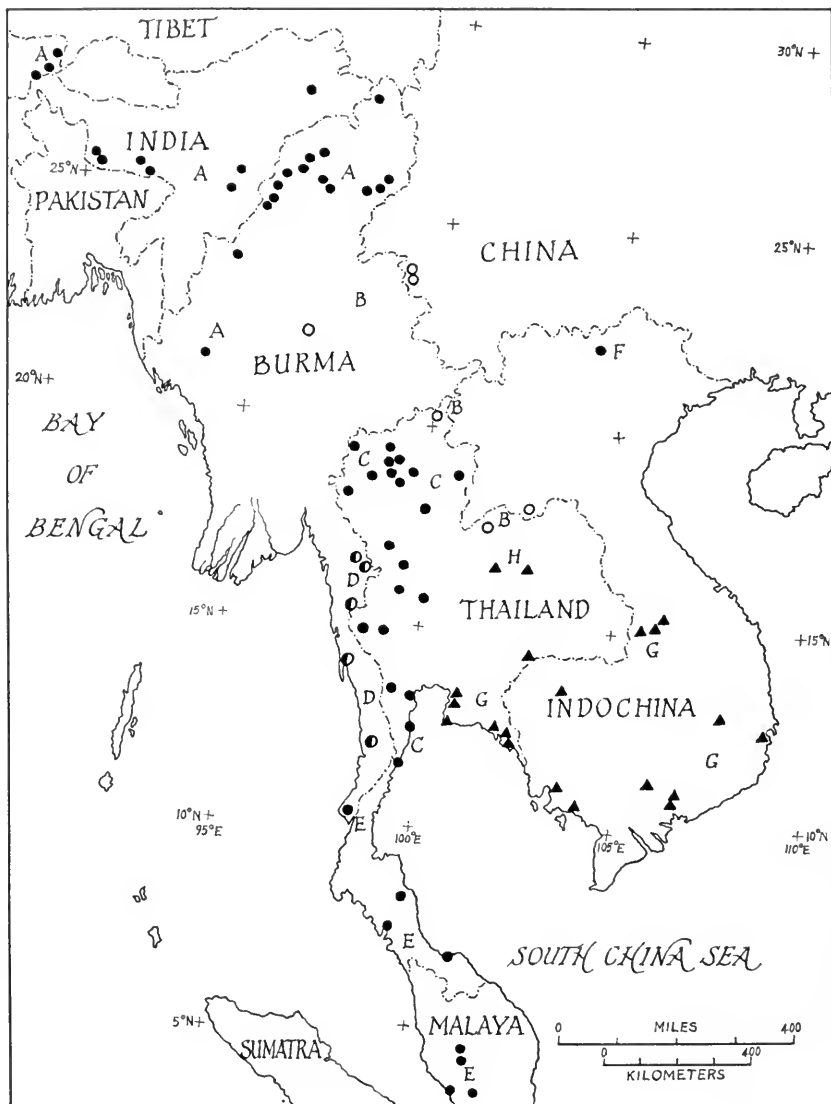 TIBET
A
30°N
INDIA
25°N
A
A
PAKISTAN
CHINA
25°N
B
A
BURMA
F
20°N
B
BAY
OF
BENGAL
C
C
B
H
D
15°N
THAILAND
15°N
G
G
INDOCHINA
D
C
G
10°N
95°E
E
100°E
105°E
10°N
110°E
E
SOUTH CHINA SEA
5°N
MALAYA
0 MILES 400
SUMATRA
E
0 400
KILOMETERS